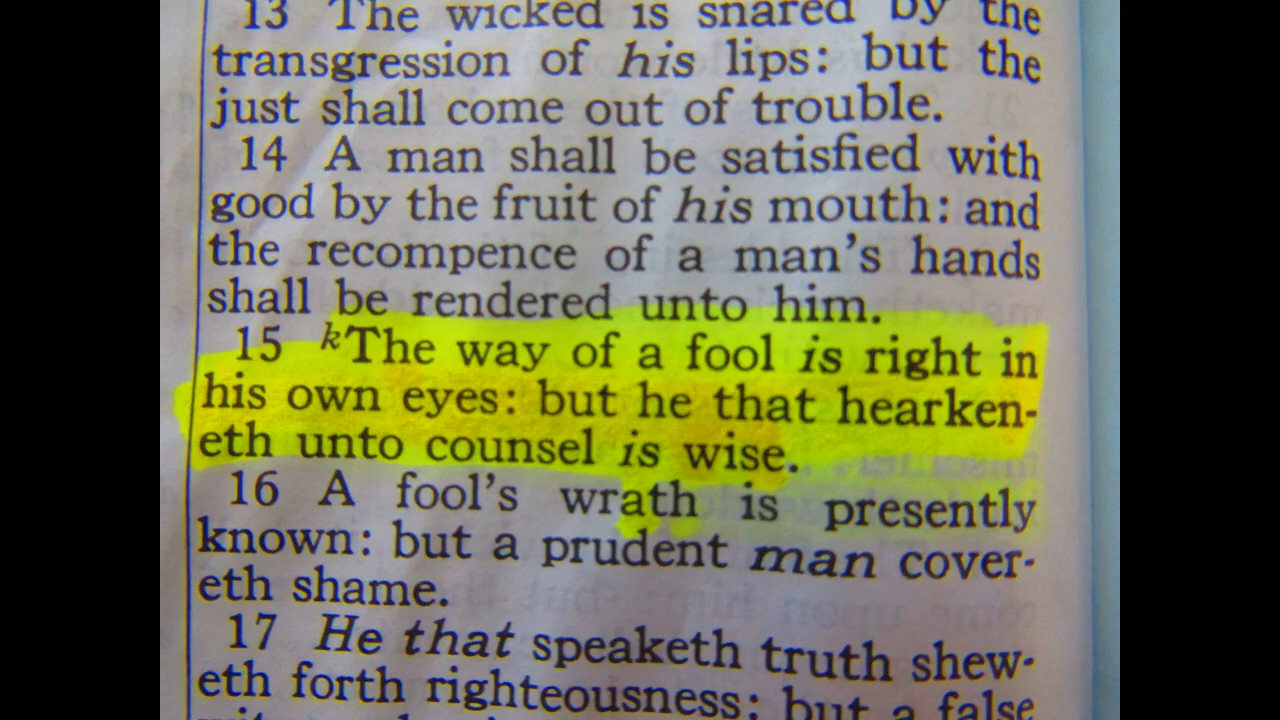 13 The wicked is snared by the
transgression of his lips: but the
just shall come out of trouble.
14 A man shall be satisfied with
good by the fruit of his mouth: and
the recompence of a man's hands
shall be rendered unto him.
15 kThe way of a fool is right in
his own eyes: but he that hearken-
eth unto counsel is wise.
16 A fool's wrath is presently
known: but a prudent man cover-
eth shame.
17 He that speaketh truth shew-
eth forth righteousness: but a false